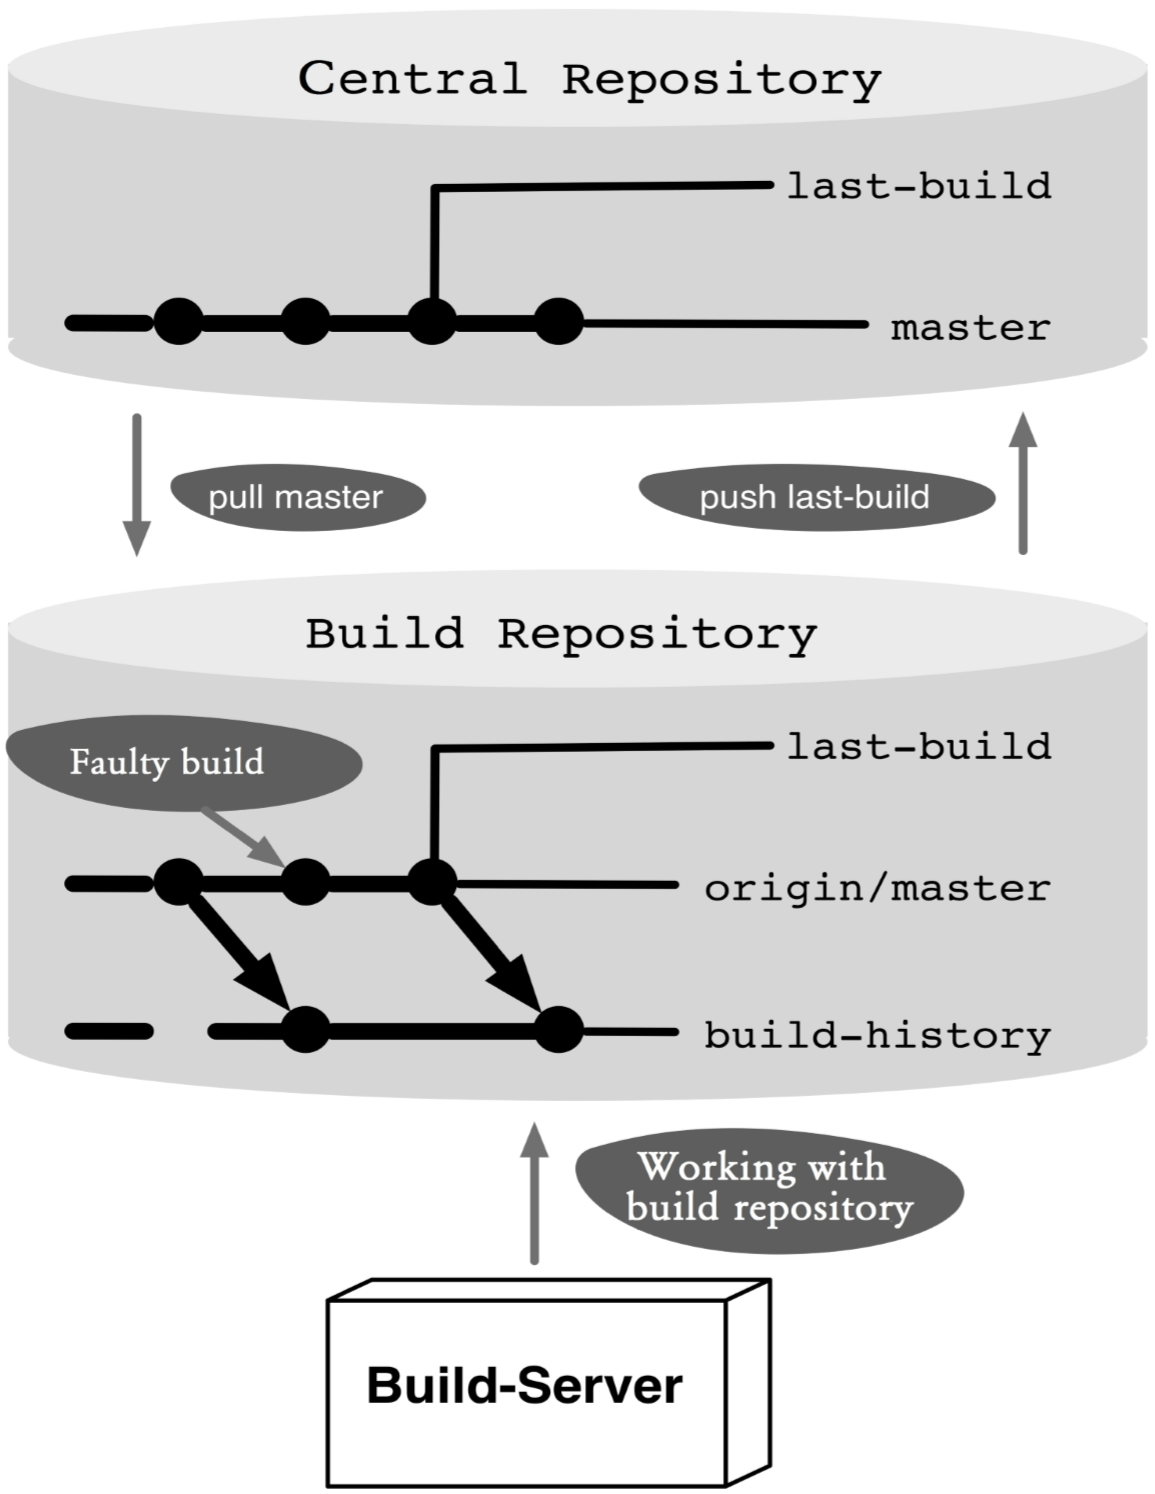 Central Repository
last-build
master
pull master
push last-build
Build Repository
last-build
Faulty build
origin/master
build-history
Working with
build repository
Build-Server